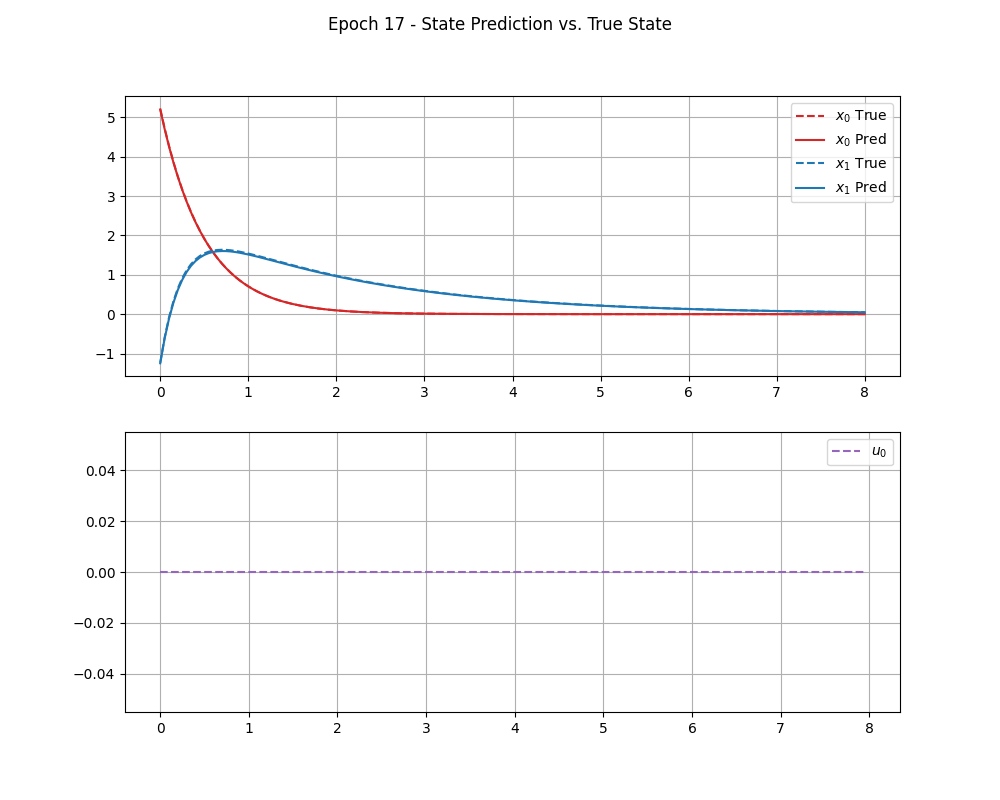 Epoch 17 - State Prediction vs. True State
5
4
3
2
1
0
−1
x₀ True
x₀ Pred
x₁ True
x₁ Pred
0 1 2 3 4 5 6 7 8
0.04
0.02
0.00
−0.02
−0.04
u₀
0 1 2 3 4 5 6 7 8